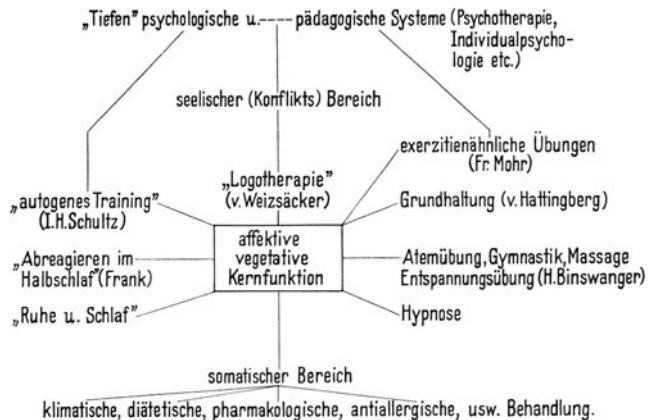 „Tiefen" psychologische u.---- pädagogische Systeme (Psychotherapie,
Individualpsycho-
logie etc.)
seelischer (Konflikts) Bereich
exerzitienähnliche Übungen
(Fr. Mohr)
„Logotherapie"
(v. Weizsäcker)
„autogenes Training"
(I.H. Schultz)
Grundhaltung (v. Hattingberg)
affektive
vegetative
Kernfunktion
„Abreagieren im
Halbschlaf" (Frank)
Atemübung, Gymnastik, Massage
Entspannungsübung (H. Binswanger)
„Ruhe u. Schlaf"
Hypnose
somatischer Bereich
klimatische, diätetische, pharmakologische, antiallergische, usw. Behandlung.